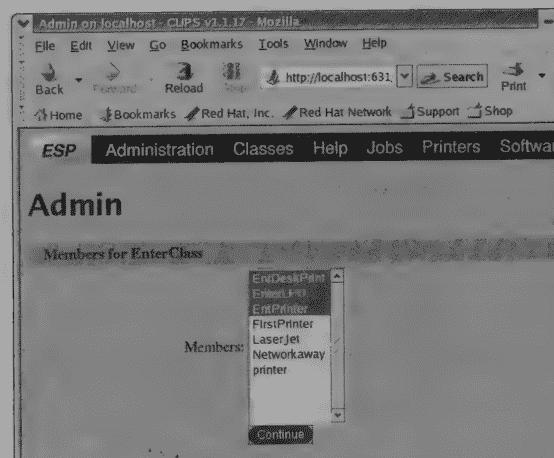 Admin on localhost - CUPS v1.1.17 - Mozilla
File Edit View Go Bookmarks Tools Window Help
Back Forward Reload Stop http://localhost:631 Search Print
Home Bookmarks Red Hat, Inc. Red Hat Network Support Shop
ESP Administration Classes Help Jobs Printers Softwa
Admin
Members for EnterClass
EntDeskPrint
EntPrinter
FirstPrinter
LaserJet
Members:
Networkaway
printer
Continue